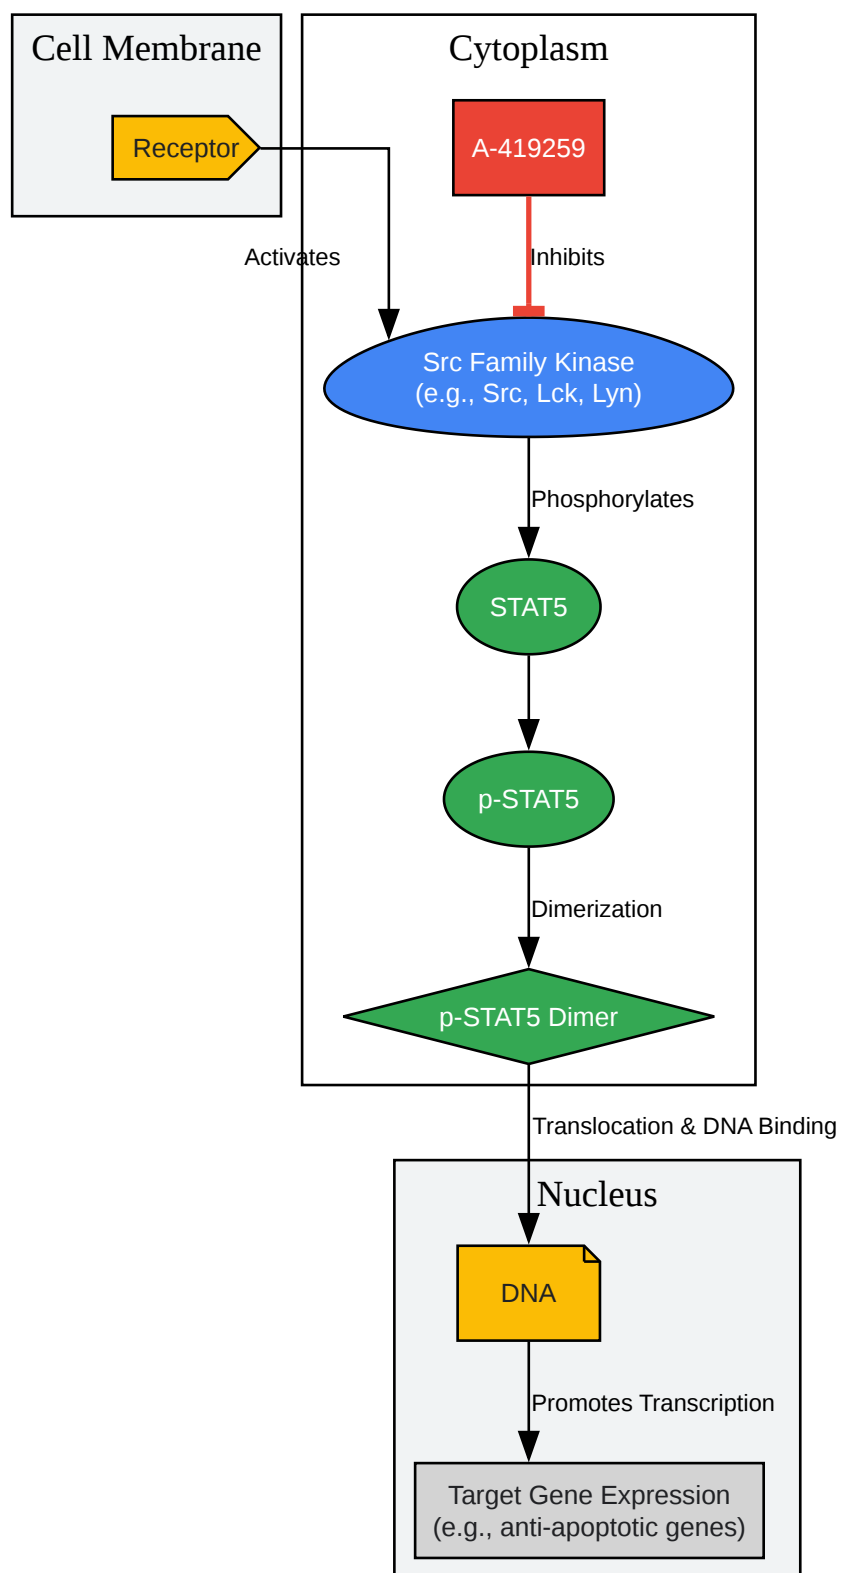 Cell Membrane
Cytoplasm
Receptor
A-419259
Activates
Inhibits
Src Family Kinase
(e.g., Src, Lck, Lyn)
Phosphorylates
STAT5
p-STAT5
Dimerization
p-STAT5 Dimer
Translocation & DNA Binding
Nucleus
DNA
Promotes Transcription
Target Gene Expression
(e.g., anti-apoptotic genes)